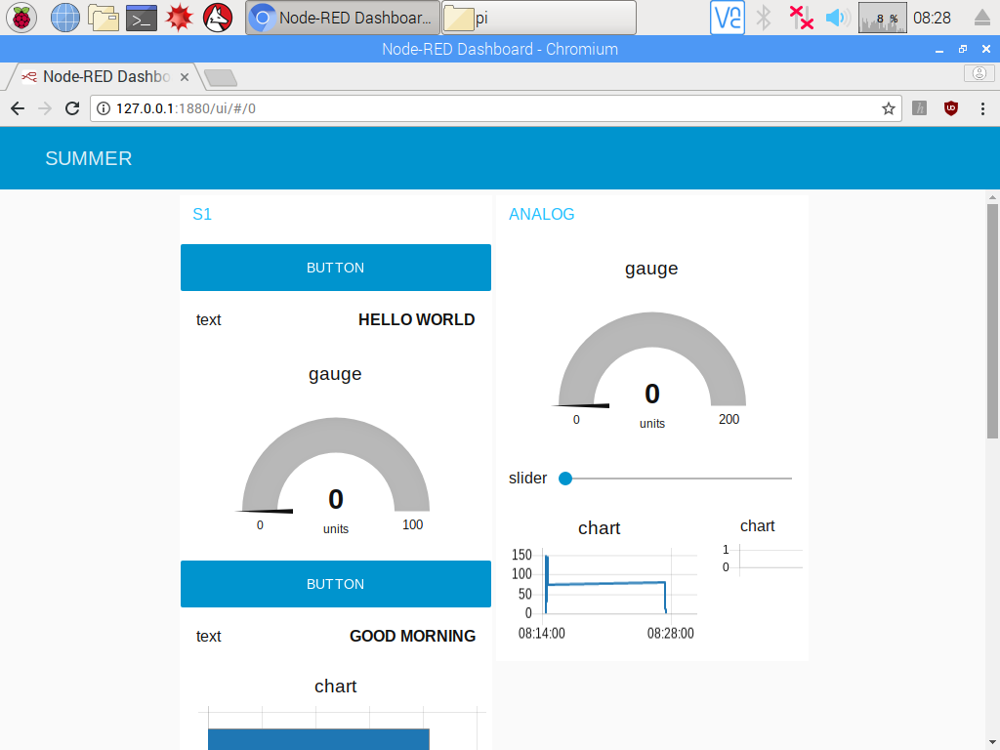 Node-RED Dashboar...
pi
8 %
08:28
Node-RED Dashboard - Chromium
Node-RED Dashbo
127.0.0.1:1880/ui/#/0
SUMMER
S1
BUTTON
text HELLO WORLD
gauge
0
units
0 100
BUTTON
text GOOD MORNING
chart
ANALOG
gauge
0
units
0 200
slider
chart
150
100
50
0
08:14:00 08:28:00
chart
1
0